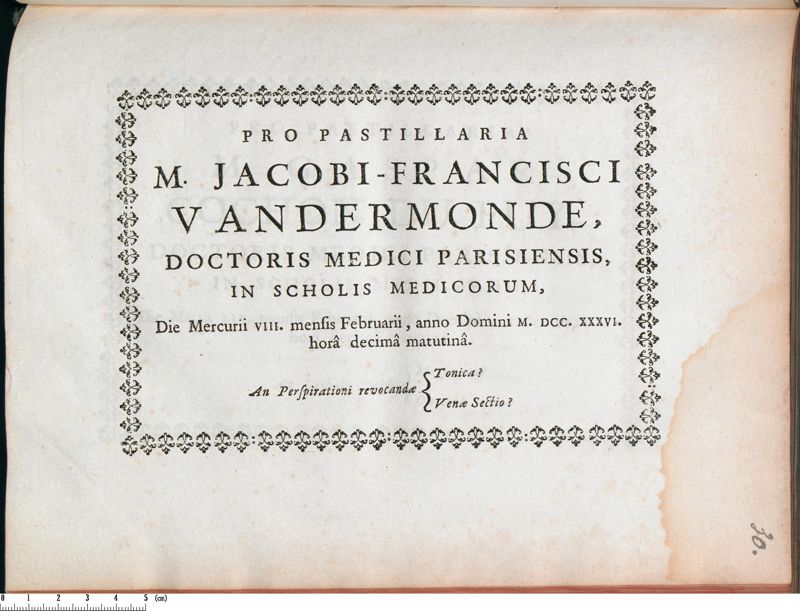 PRO PASTILLARIA
M. JACOBI-FRANCISCI
VANDERMONDE,
DOCTORIS MEDICI PARISIENSIS,
IN SCHOLIS MEDICORUM,
Die Mercurii VIII. mensis Februarii, anno Domini M. DCC. XXXVI.
horâ decimâ matutinâ.
An Perspirationi revocandæ { Tonica?
Venæ Sectio?
30.
0 1 2 3 4 5 (cm)